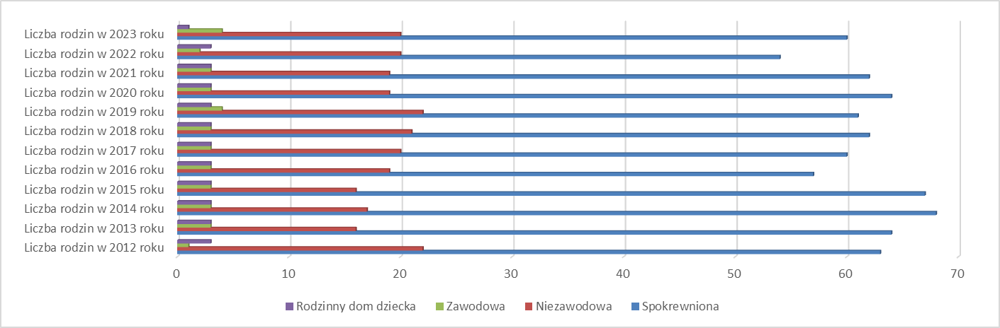 Liczba rodzin w 2023 roku
Liczba rodzin w 2022 roku
Liczba rodzin w 2021 roku
Liczba rodzin w 2020 roku
Liczba rodzin w 2019 roku
Liczba rodzin w 2018 roku
Liczba rodzin w 2017 roku
Liczba rodzin w 2016 roku
Liczba rodzin w 2015 roku
Liczba rodzin w 2014 roku
Liczba rodzin w 2013 roku
Liczba rodzin w 2012 roku
0 10 20 30 40 50 60 70
Rodzinny dom dziecka Zawodowa Niezawodowa Spokrewniona